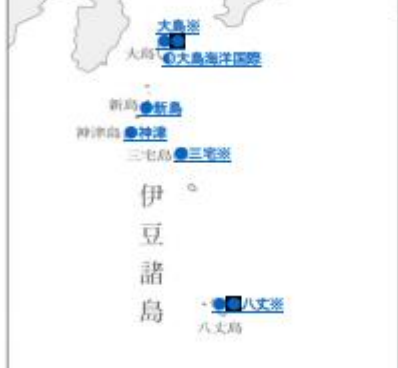 大島※
大島
大島海洋国際
新島 新島
神津島 神津
三宅島 三宅※
伊豆諸島
八丈※
八丈島